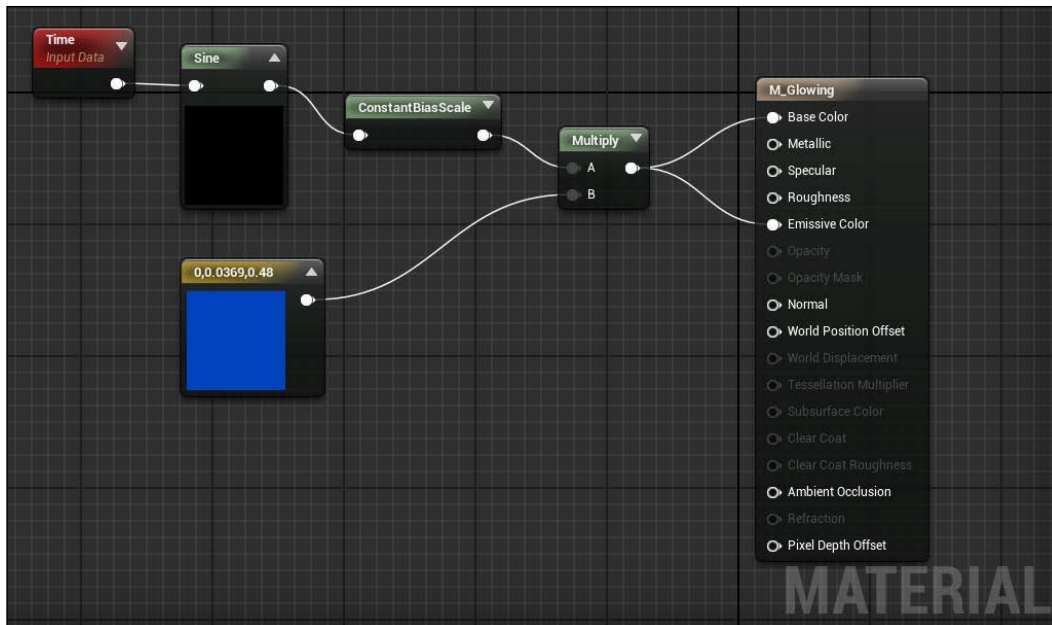 Time
Input Data
Sine
ConstantBiasScale
Multiply
A
B
0,0.0369,0.48
M_Glowing
Base Color
Metallic
Specular
Roughness
Emissive Color
Opacity
Opacity Mask
Normal
World Position Offset
World Displacement
Tessellation Multiplier
Subsurface Color
Clear Coat
Clear Coat Roughness
Ambient Occlusion
Refraction
Pixel Depth Offset
MATERIAL